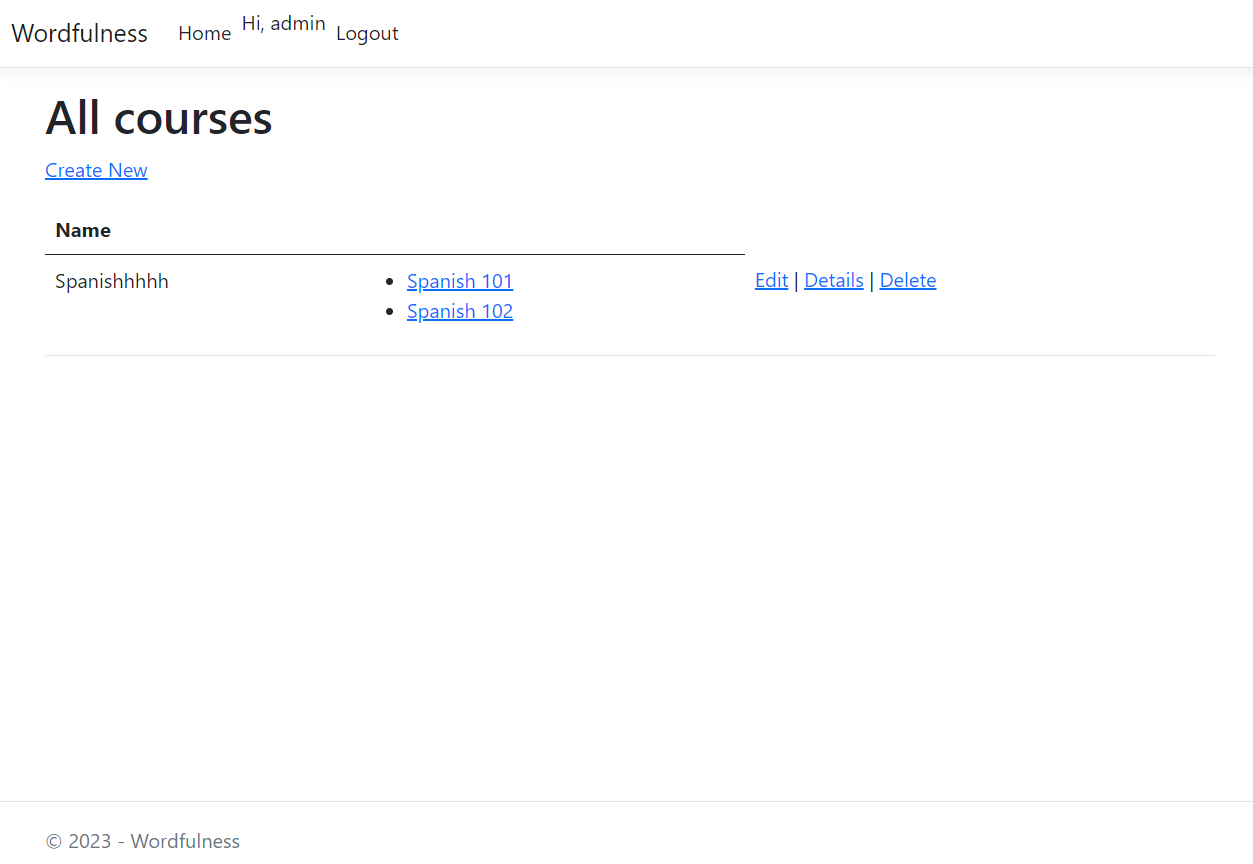 Wordfulness Home Hi, admin Logout
All courses
Create New
Name
Spanishhhhh Spanish 101 Edit | Details | Delete
Spanish 102
© 2023 - Wordfulness